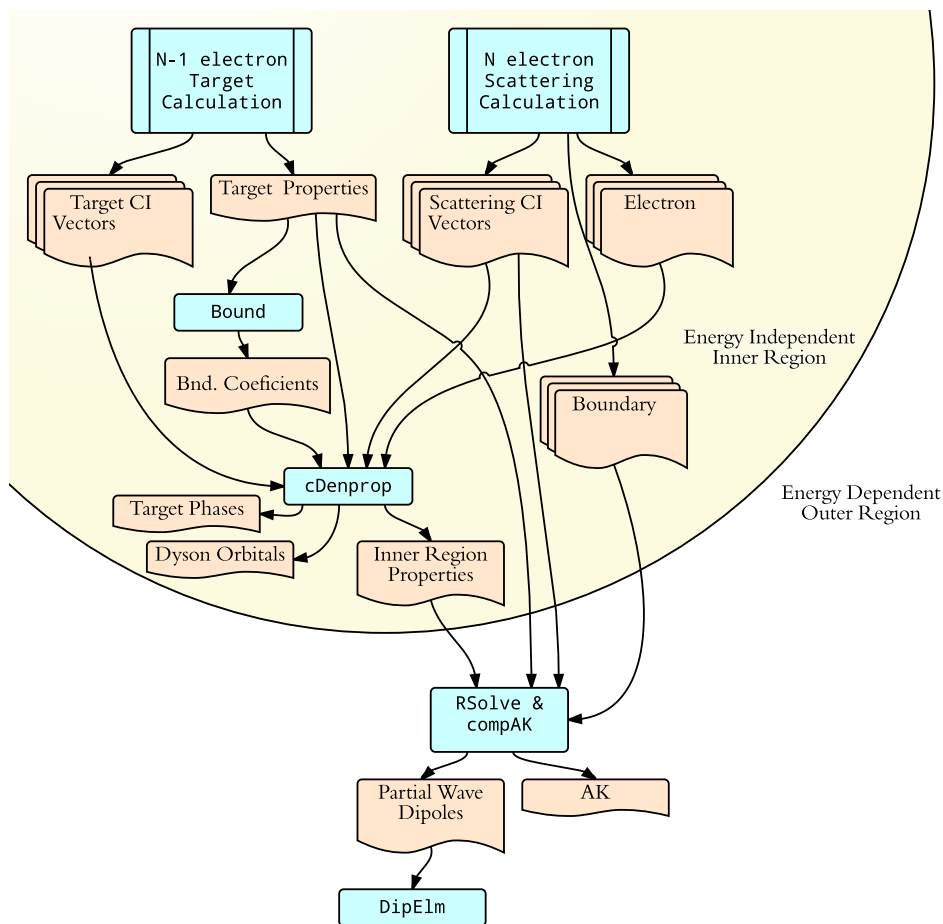 N-1 electron
Target
Calculation
N electron
Scattering
Calculation
Target CI
Vectors
Target Properties
Scattering CI
Vectors
Electron
Bound
Energy Independent
Inner Region
Bnd. Coeficients
Boundary
cDenprop
Energy Dependent
Outer Region
Target Phases
Dyson Orbitals
Inner Region
Properties
RSolve &
compAK
Partial Wave
Dipoles
AK
DipElm